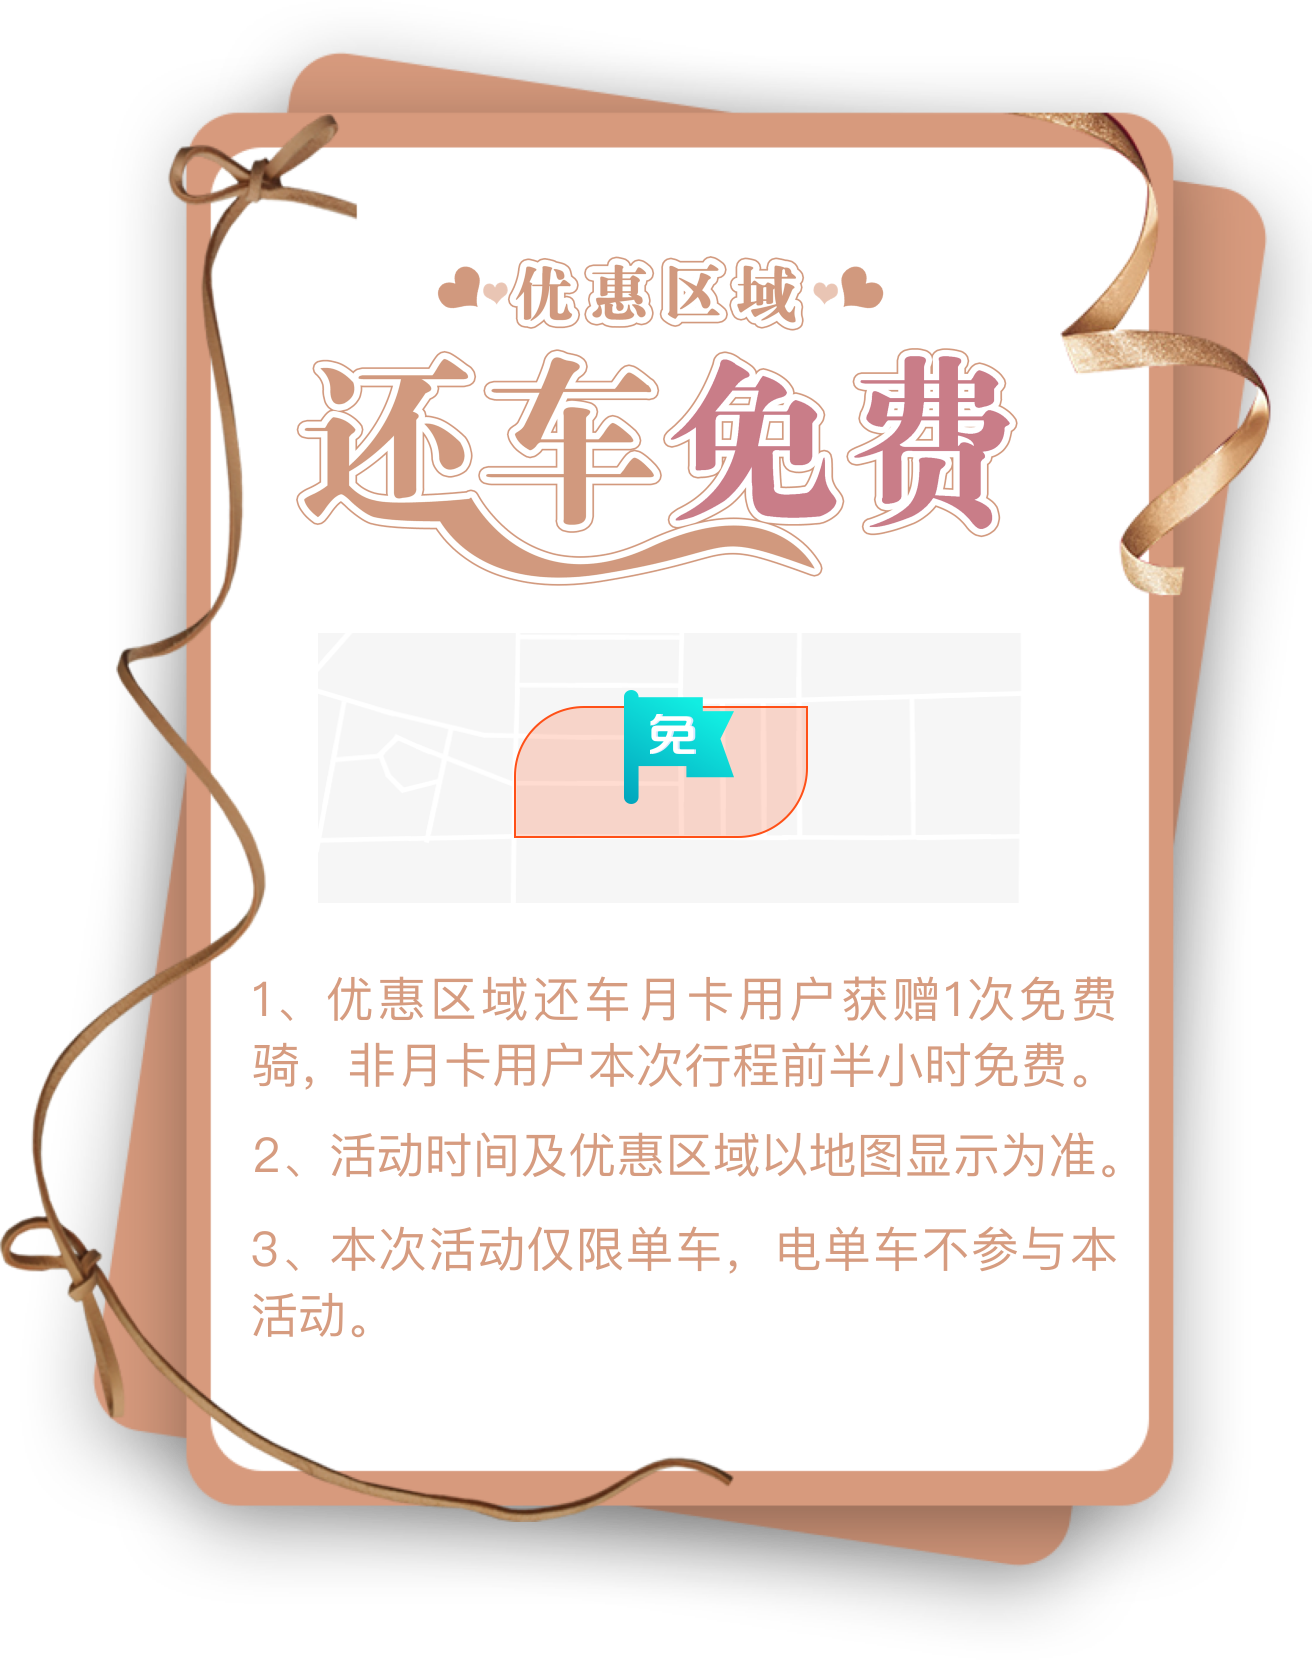 优惠区域
还车免费
免
1、优惠区域还车月卡用户获赠1次免费
骑，非月卡用户本次行程前半小时免费。
2、活动时间及优惠区域以地图显示为准。
3、本次活动仅限单车，电单车不参与本
活动。